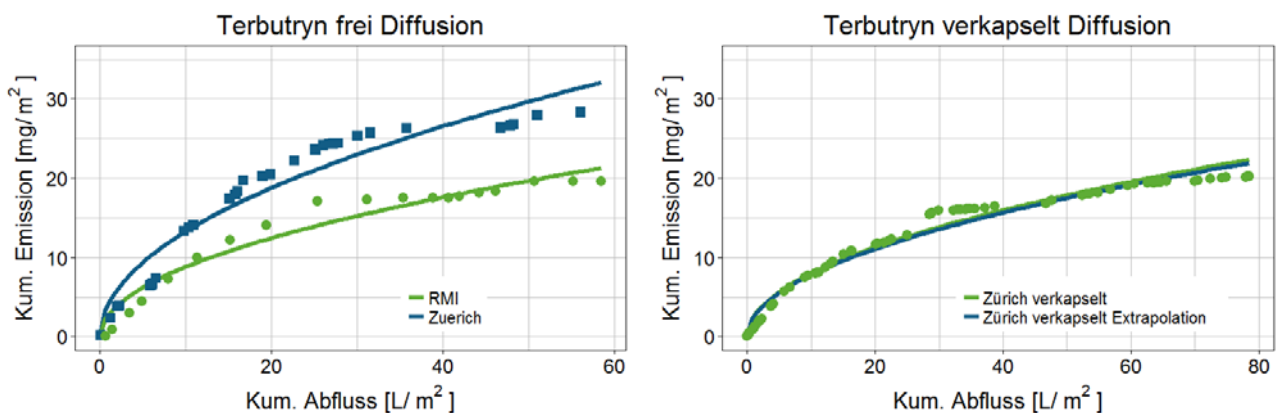 Terbutryn frei Diffusion
Kum. Emission [mg/ m²]
30
20
10
0
RMI
Zuerich
0 20 40 60
Kum. Abfluss [L/ m²]
Terbutryn verkapselt Diffusion
Kum. Emission [mg/ m²]
30
20
10
0
Zürich verkapselt
Zürich verkapselt Extrapolation
0 20 40 60 80
Kum. Abfluss [L/ m²]